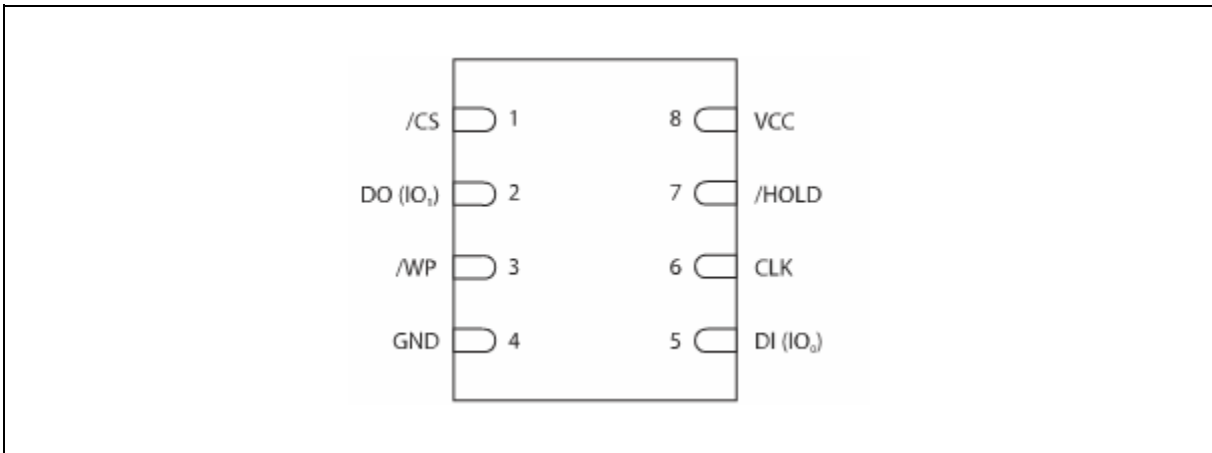 /CS 1 8 VCC
DO (IO₁) 2 7 /HOLD
/WP 3 6 CLK
GND 4 5 DI (IO₀)